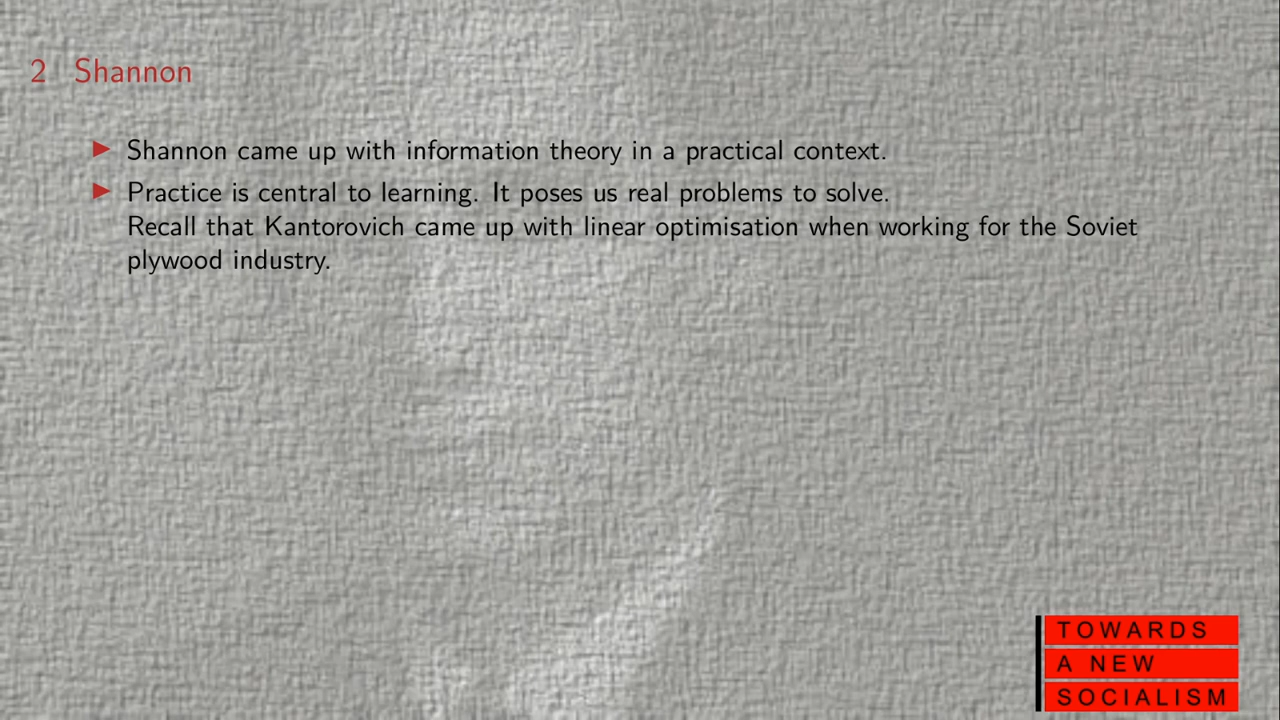 2 Shannon
▶ Shannon came up with information theory in a practical context.
▶ Practice is central to learning. It poses us real problems to solve.
Recall that Kantorovich came up with linear optimisation when working for the Soviet
plywood industry.
TOWARDS
A NEW
SOCIALISM